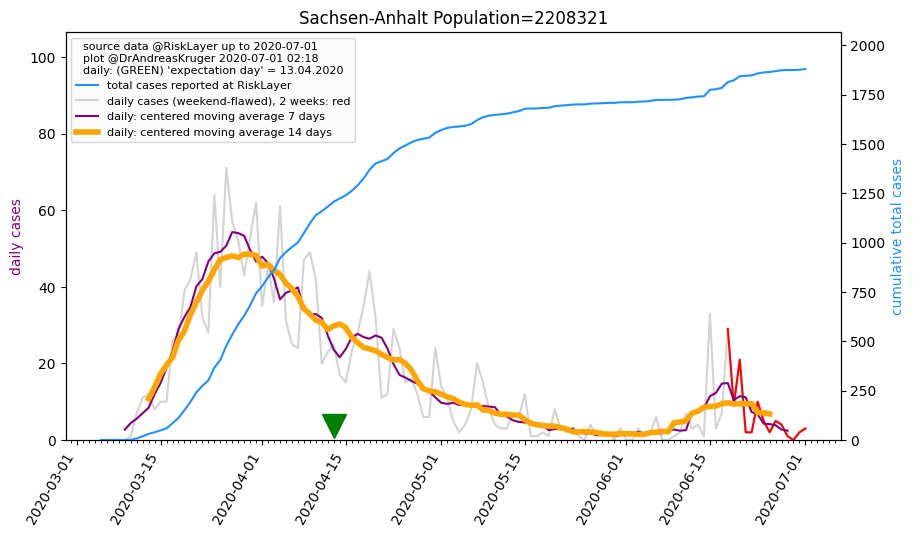 Sachsen-Anhalt Population=2208321
source data @RiskLayer up to 2020-07-01
plot @DrAndreasKruger 2020-07-01 02:18
daily: (GREEN) 'expectation day' = 13.04.2020
total cases reported at RiskLayer
daily cases (weekend-flawed), 2 weeks: red
daily: centered moving average 7 days
daily: centered moving average 14 days
daily cases
100
80
60
40
20
0
cumulative total cases
2000
1750
1500
1250
1000
750
500
250
0
2020-03-01
2020-03-15
2020-04-01
2020-04-15
2020-05-01
2020-05-15
2020-06-01
2020-06-15
2020-07-01